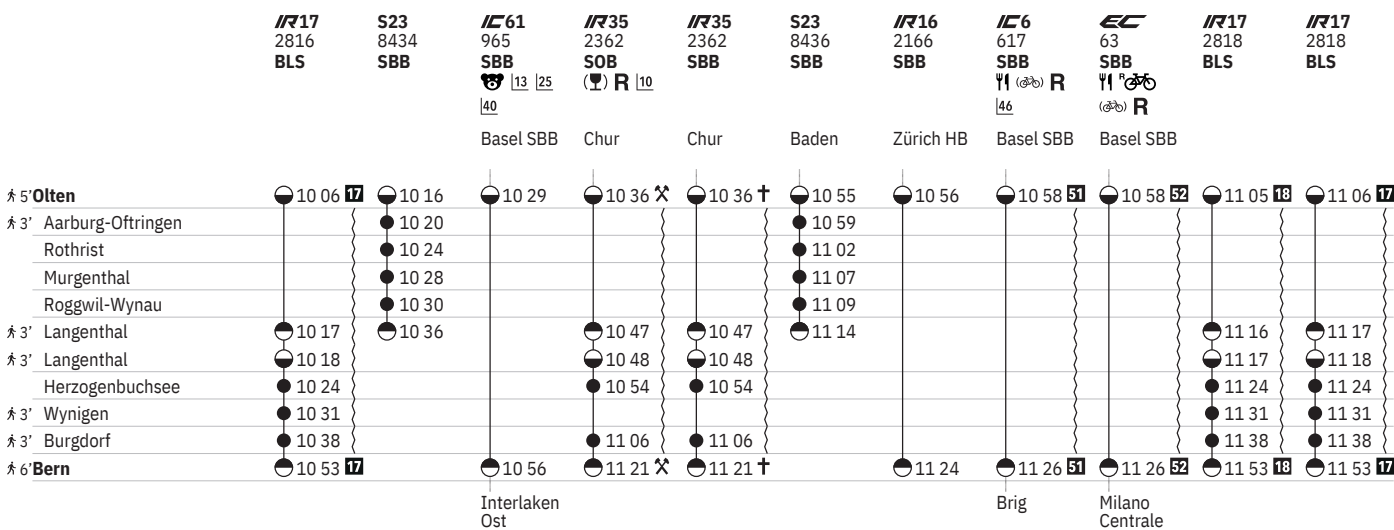 IR17 S23 IC61 IR35 IR35 S23 IR16 IC6 EC IR17 IR17
2816 8434 965 2362 2362 8436 2166 617 63 2818 2818
BLS SBB SBB SOB SBB SBB SBB SBB SBB BLS BLS
13 25 R 10 R R
40 46 R
Basel SBB Chur Chur Baden Zürich HB Basel SBB Basel SBB
5' Olten 10 06 17 10 16 10 29 10 36 10 36 10 55 10 56 10 58 51 10 58 52 11 05 18 11 06 17
3' Aarburg-Oftringen 10 20 10 59
Rothrist 10 24 11 02
Murgenthal 10 28 11 07
Roggwil-Wynau 10 30 11 09
3' Langenthal 10 17 10 36 10 47 10 47 11 14 11 16 11 17
3' Langenthal 10 18 10 48 10 48 11 17 11 18
Herzogenbuchsee 10 24 10 54 10 54 11 24 11 24
3' Wynigen 10 31 11 31 11 31
3' Burgdorf 10 38 11 06 11 06 11 38 11 38
6' Bern 10 53 17 10 56 11 21 11 21 11 24 11 26 51 11 26 52 11 53 18 11 53 17
Interlaken Brig Milano
Ost Centrale